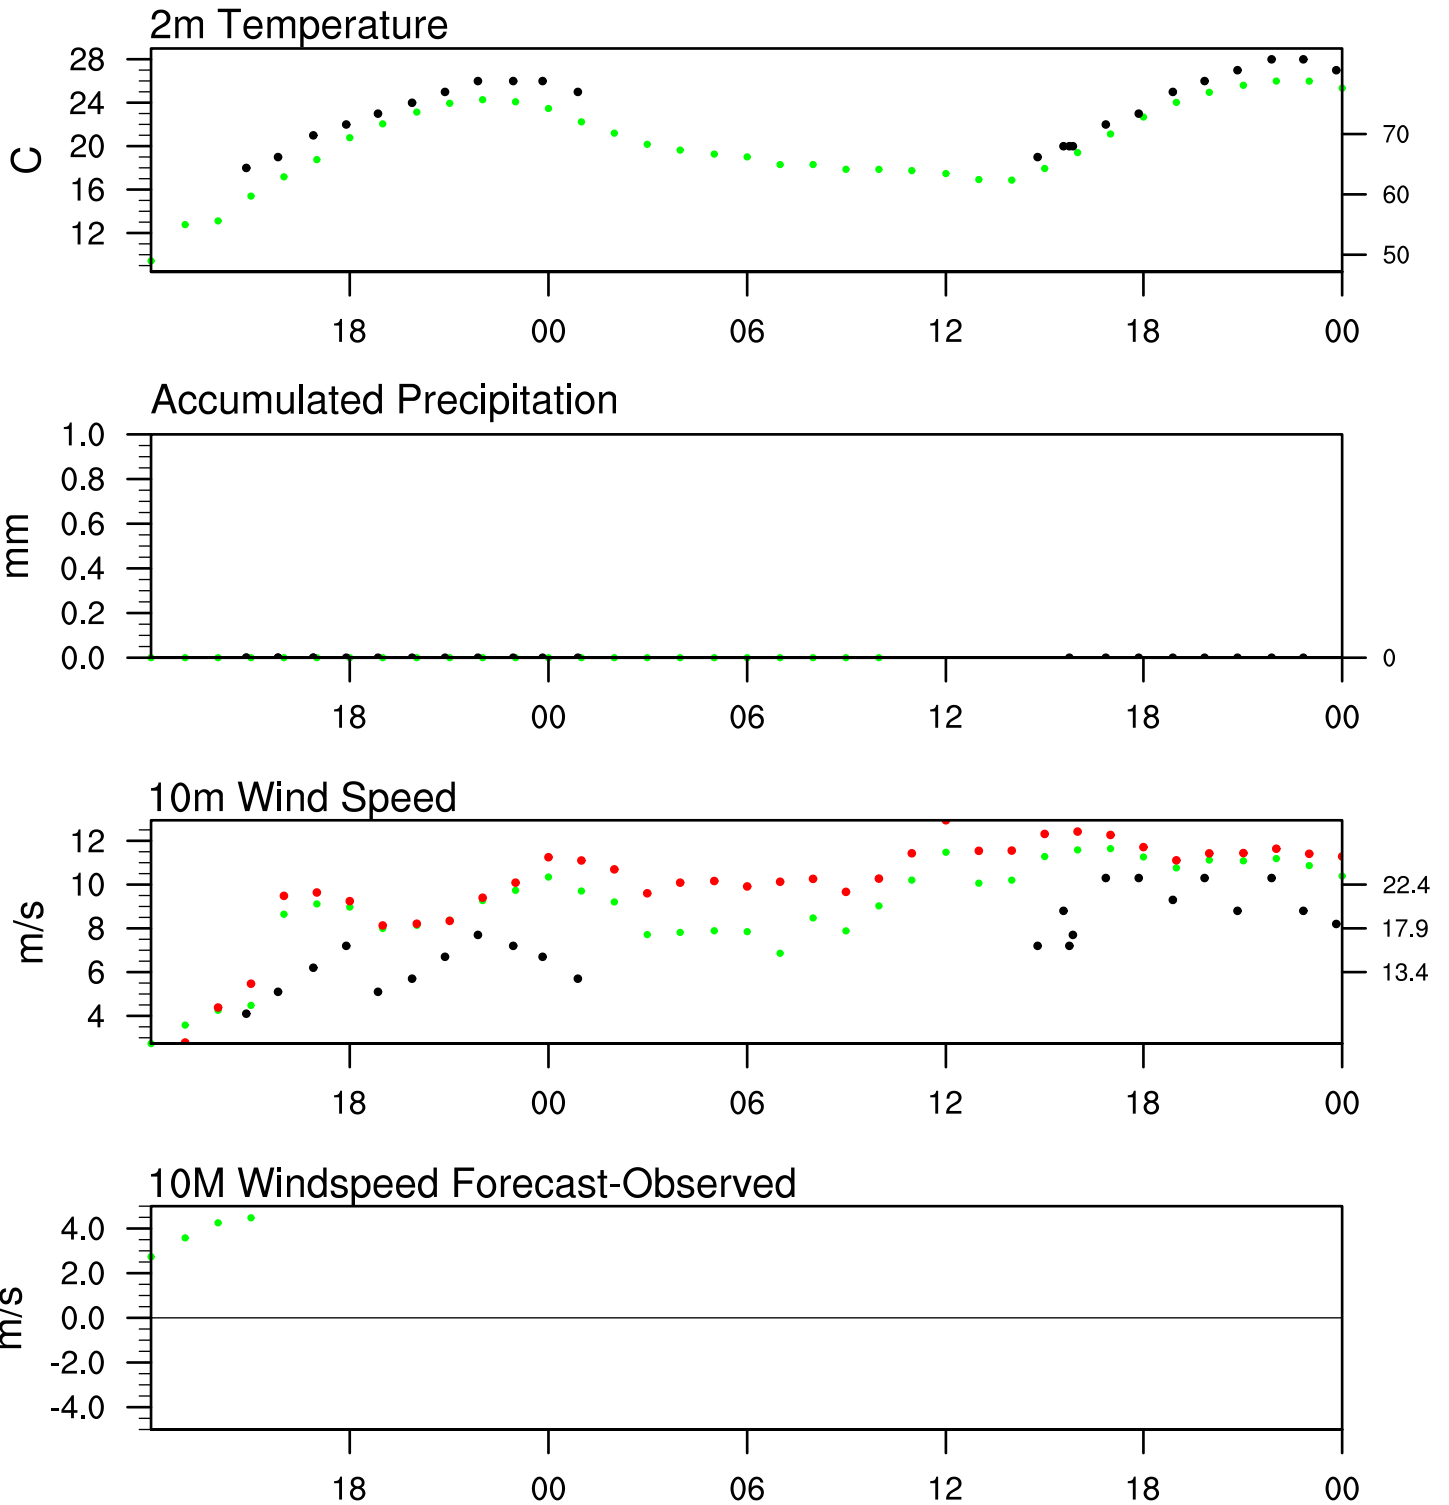 2m Temperature
28
24
20
16
12
C
70
60
50
18 00 06 12 18 00
Accumulated Precipitation
1.0
0.8
0.6
0.4
0.2
0.0
mm
0
18 00 06 12 18 00
10m Wind Speed
12
10
8
6
4
m/s
22.4
17.9
13.4
18 00 06 12 18 00
10M Windspeed Forecast-Observed
4.0
2.0
0.0
-2.0
-4.0
m/s
18 00 06 12 18 00